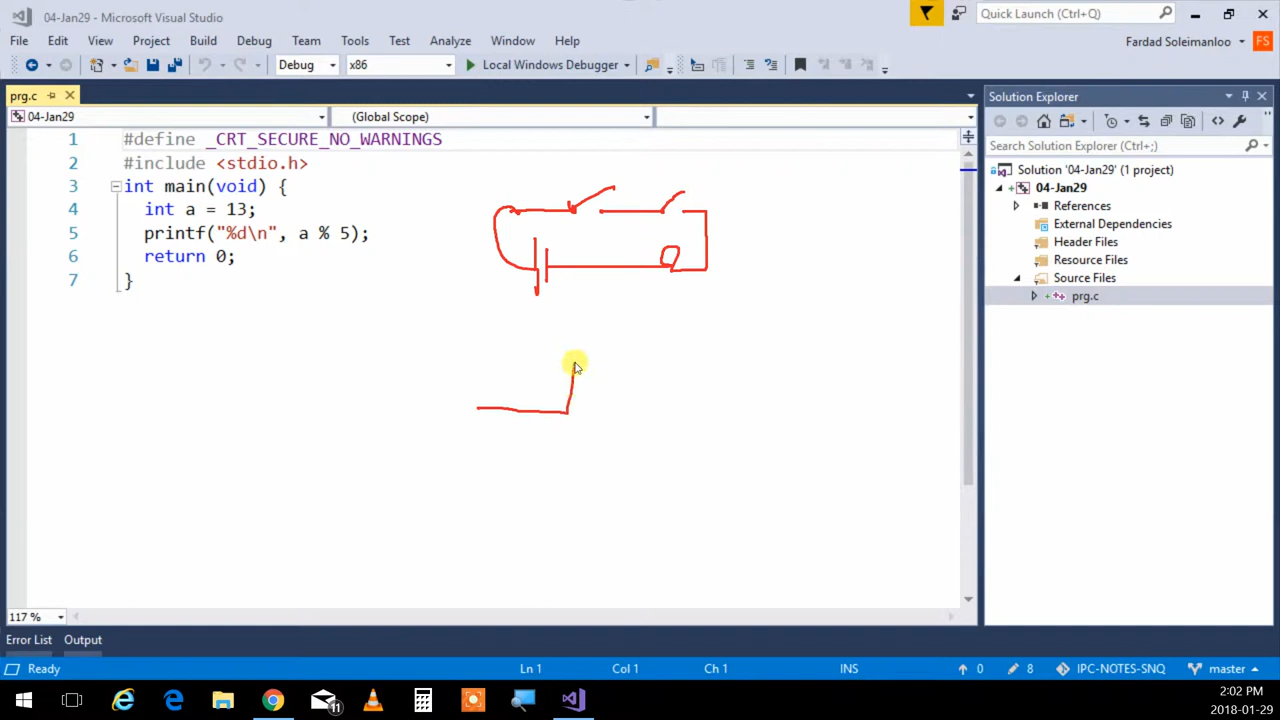 04-Jan29 - Microsoft Visual Studio
Quick Launch (Ctrl+Q)
File Edit View Project Build Debug Team Tools Test Analyze Window Help
Fardad Soleimanloo
FS
Debug x86 Local Windows Debugger
prg.c
04-Jan29 (Global Scope)
1 #define _CRT_SECURE_NO_WARNINGS
2 #include <stdio.h>
3 int main(void) {
4 int a = 13;
5 printf("%d\n", a % 5);
6 return 0;
7 }
117 %
Solution Explorer
Search Solution Explorer (Ctrl+;)
Solution '04-Jan29' (1 project)
04-Jan29
References
External Dependencies
Header Files
Resource Files
Source Files
prg.c
Error List Output
Ready Ln 1 Col 1 Ch 1 INS 0 8 IPC-NOTES-SNQ master
11
2:02 PM
2018-01-29